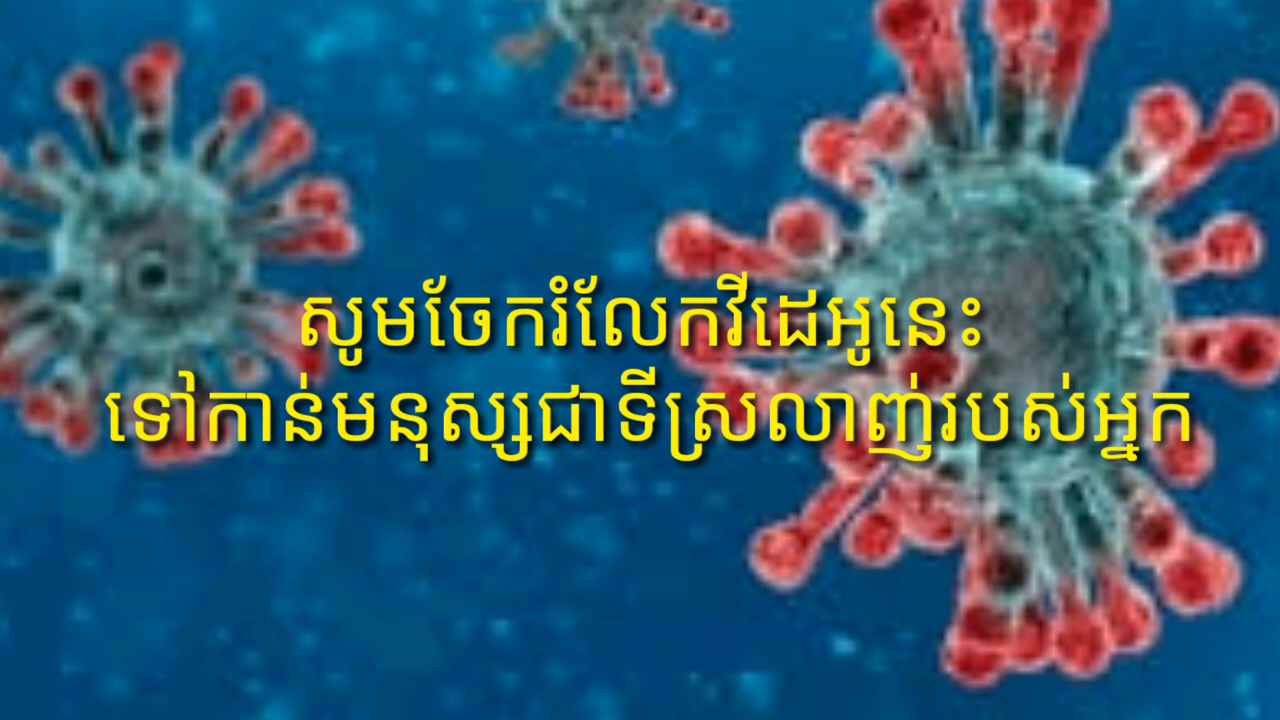 សូមចែករំលែកវីដេអូនេះ
ទៅកាន់មនុស្សជាទីស្រលាញ់របស់អ្នក